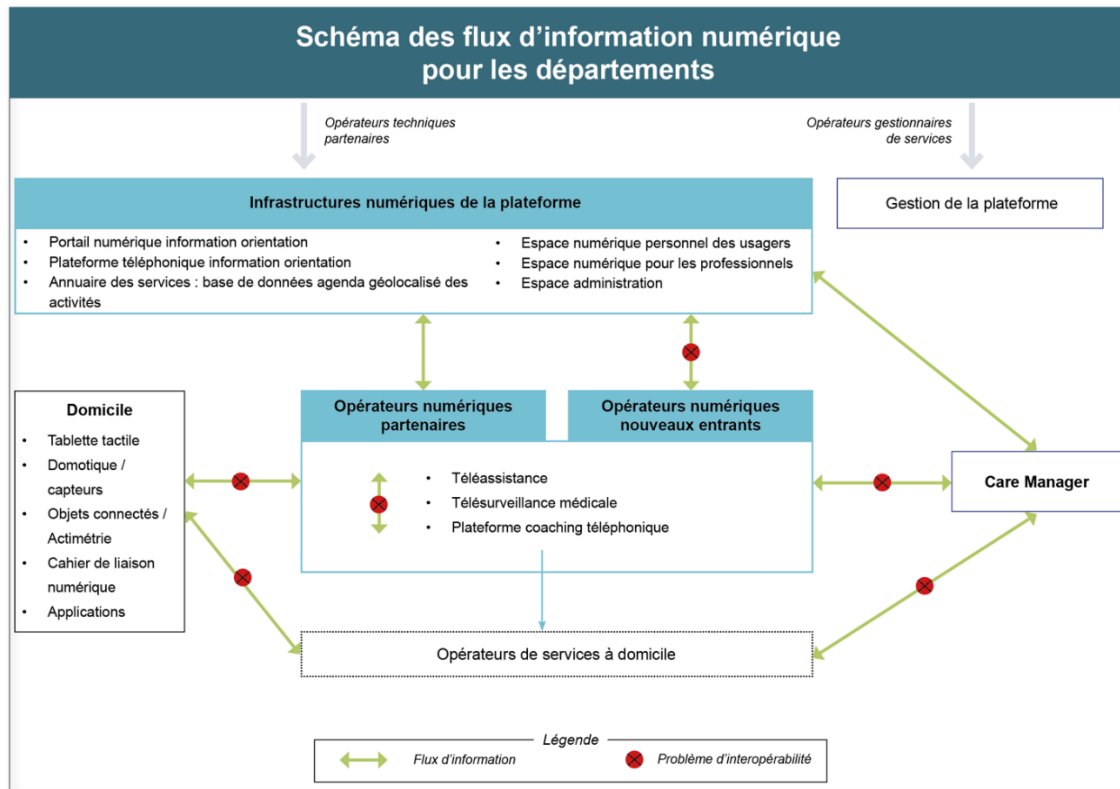 Schéma des flux d’information numérique
pour les départements
Opérateurs techniques
partenaires
Opérateurs gestionnaires
de services
Infrastructures numériques de la plateforme
• Portail numérique information orientation
• Plateforme téléphonique information orientation
• Annuaire des services : base de données agenda géolocalisé des
activités
• Espace numérique personnel des usagers
• Espace numérique pour les professionnels
• Espace administration
Gestion de la plateforme
Domicile
• Tablette tactile
• Domotique /
capteurs
• Objets connectés /
Actimétrie
• Cahier de liaison
numérique
• Applications
Opérateurs numériques
partenaires
Opérateurs numériques
nouveaux entrants
• Téléassistance
• Télésurveillance médicale
• Plateforme coaching téléphonique
Care Manager
Opérateurs de services à domicile
Légende
Flux d’information
Problème d’interopérabilité